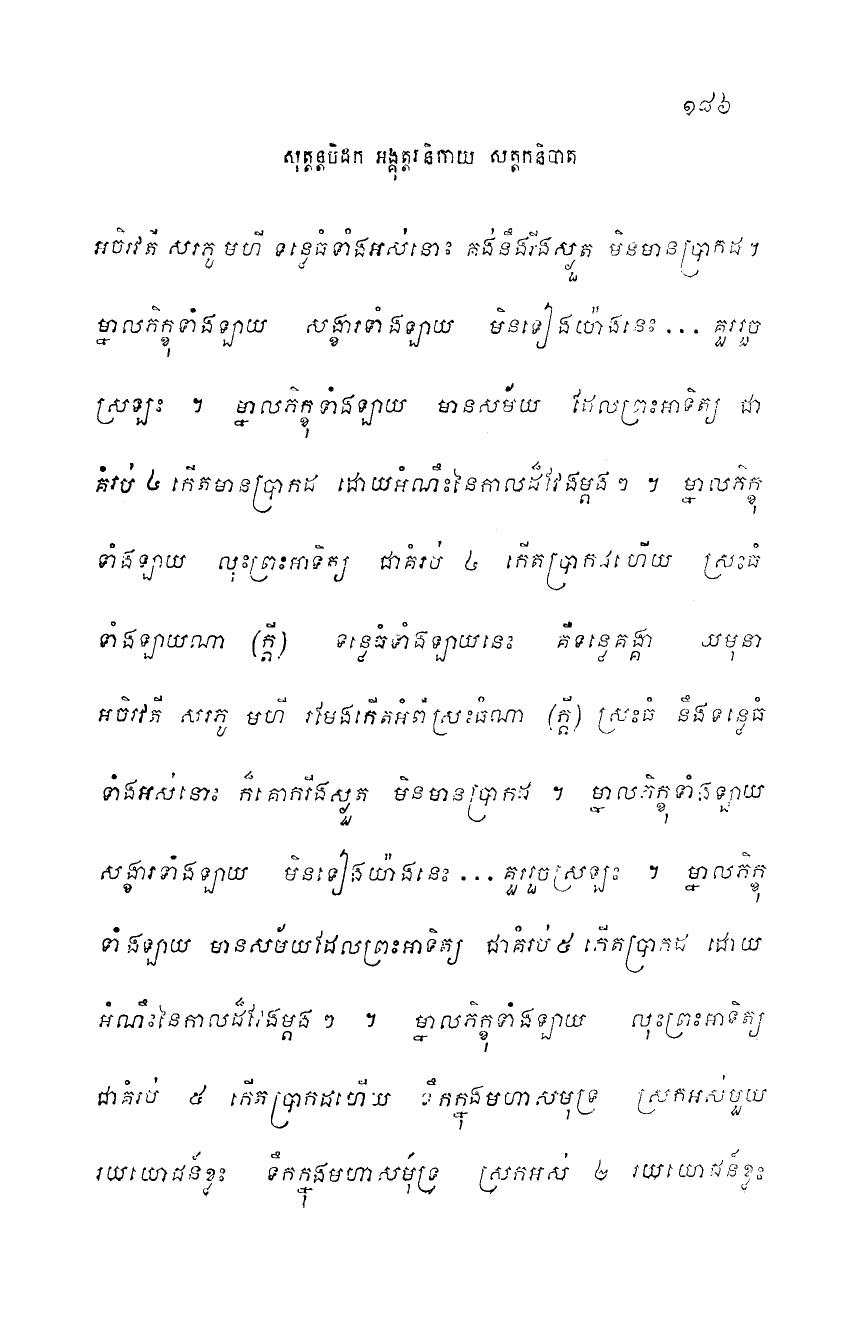 ១៨៦
សុត្តន្តបិដក អង្គុត្តរនិកាយ សត្តកនិបាត
អចិរវតី សរភូ មហី ទន្ទេធំទាំងអស់នោះ គង់នឹងរីងស្ងួត មិនមានប្រាកដ។
ម្នាលភិក្ខុទាំងឡាយ សង្ខារទាំងឡាយ មិនទៀងយ៉ាងនេះ... គួររួច
ស្រឡះ ។ ម្នាលភិក្ខុទាំងឡាយ មានសម័យ ដែលព្រះអាទិត្យ ជា
គំរប់ ៤ កើតមានប្រាកដ ដោយអំណឹះនៃកាលដ៏វែងម្តងៗ ។ ម្នាលភិក្ខុ
ទាំងឡាយ លុះព្រះអាទិត្យ ជាគំរប់ ៤ កើតប្រាកដហើយ ស្រះធំ
ទាំងឡាយណា (ក្តី) ទន្ទេធំទាំងឡាយនេះ គឺទន្ទេគង្គា យមុនា
អចិរវតី សរភូ មហី រមែងកើតអំពីស្រះធំណា (ក្តី) ស្រះធំ នឹងទន្ទេធំ
ទាំងអស់នោះ ក៏គោករីងស្ងួត មិនមានប្រាកដ ។ ម្នាលភិក្ខុទាំងឡាយ
សង្ខារទាំងឡាយ មិនទៀងយ៉ាងនេះ... គួររួចស្រឡះ ។ ម្នាលភិក្ខុ
ទាំងឡាយ មានសម័យដែលព្រះអាទិត្យ ជាគំរប់៥ កើតប្រាកដ ដោយ
អំណឹះនៃកាលដ៏វែងម្តងៗ ។ ម្នាលភិក្ខុទាំងឡាយ លុះព្រះអាទិត្យ
ជាគំរប់ ៥ កើតប្រាកដហើយ ទឹកក្នុងមហាសមុទ្រ ស្រកអស់មួយ
រយយោជន៍ខ្លះ ទឹកក្នុងមហាសមុទ្រ ស្រកអស់ ២ រយយោជន៍ខ្លះ